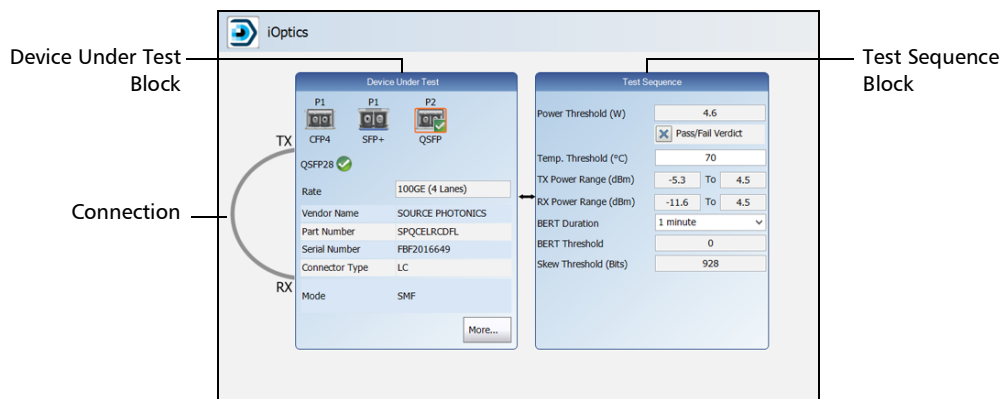 iOptics
Device Under Test
Block
Test Sequence
Block
Connection
TX
RX
Device Under Test
P1 P1 P2
CFP4 SFP+ QSFP
QSFP28
Rate 100GE (4 Lanes)
Vendor Name SOURCE PHOTONICS
Part Number SPQCELRCDFL
Serial Number FBF2016649
Connector Type LC
Mode SMF
More...
Test Sequence
Power Threshold (W) 4.6
Pass/Fail Verdict
Temp. Threshold (°C) 70
TX Power Range (dBm) -5.3 To 4.5
RX Power Range (dBm) -11.6 To 4.5
BERT Duration 1 minute
BERT Threshold 0
Skew Threshold (Bits) 928